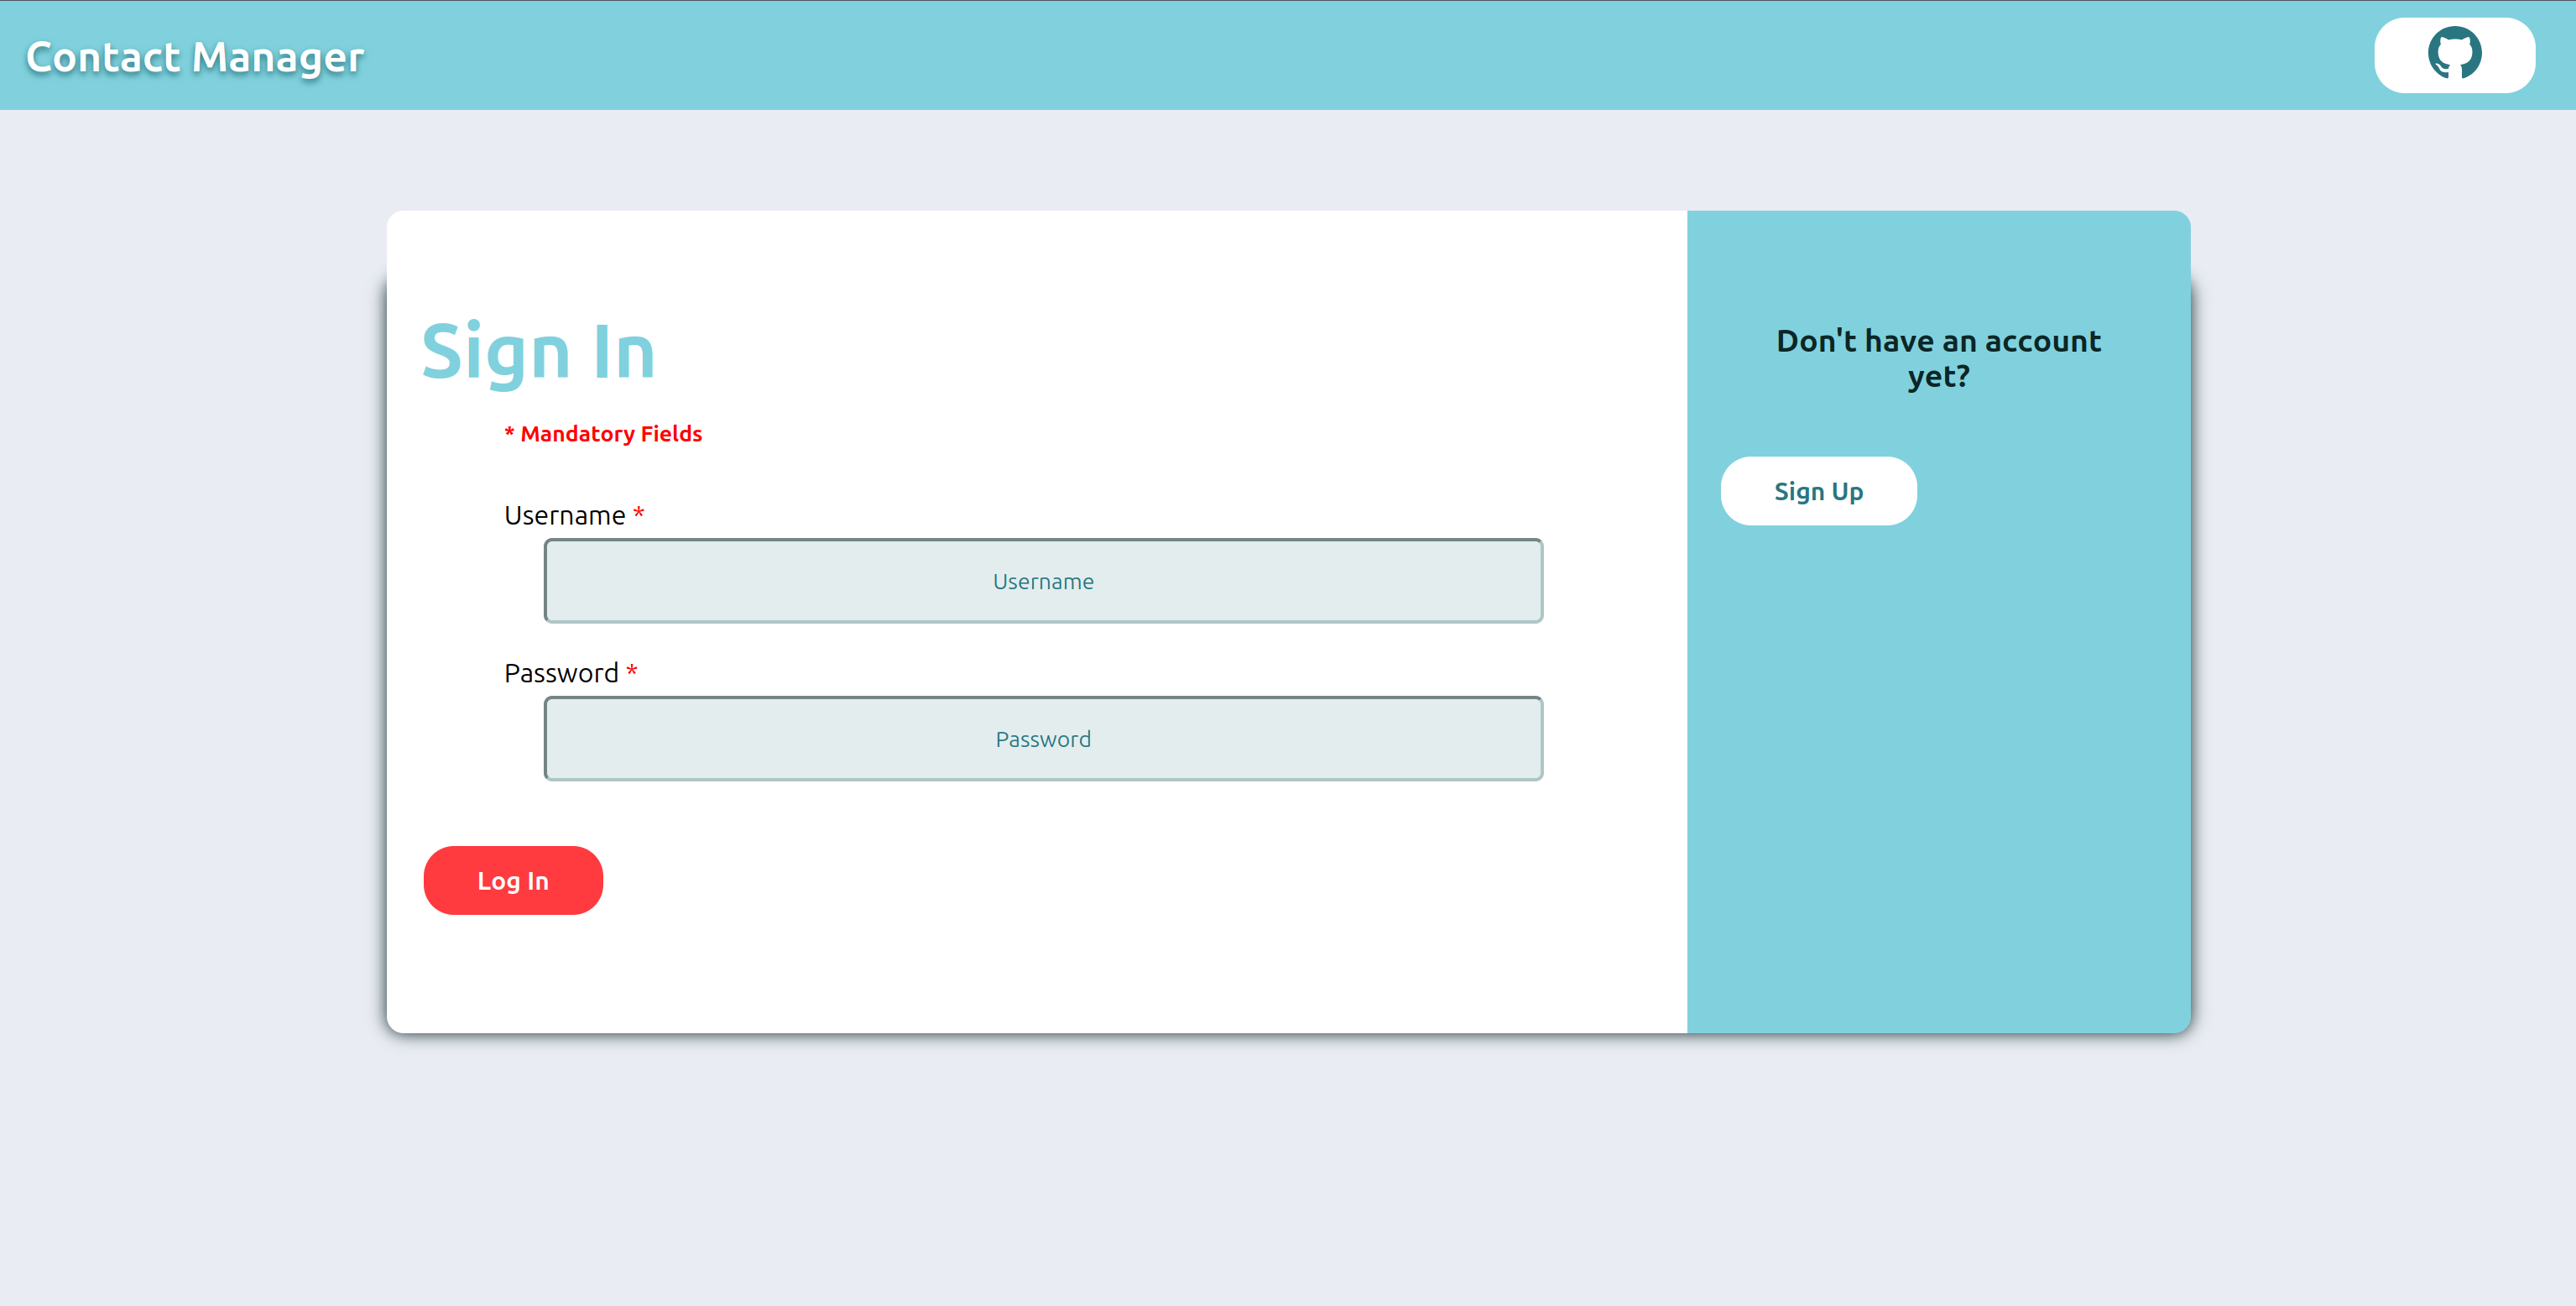 Contact Manager
Sign In
* Mandatory Fields
Username *
Username
Password *
Password
Log In
Don't have an account
yet?
Sign Up